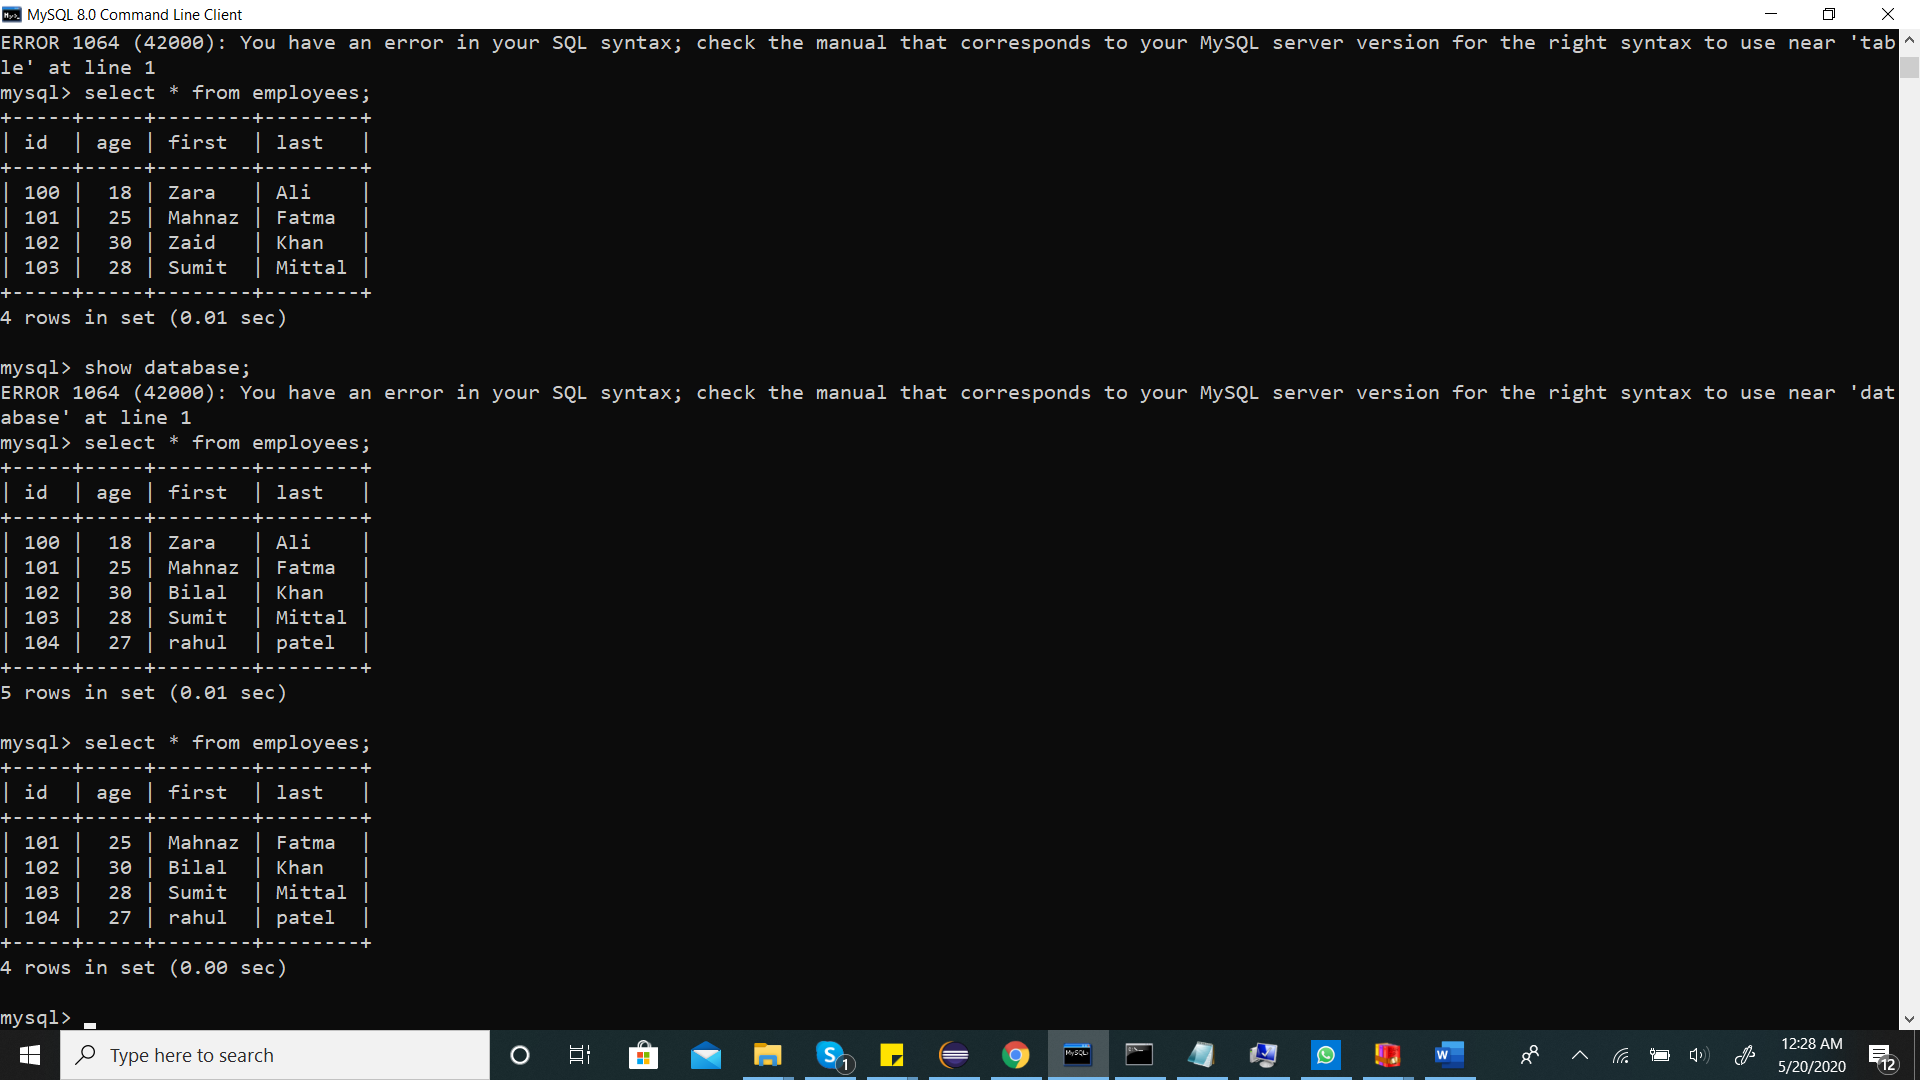 MySQL 8.0 Command Line Client
ERROR 1064 (42000): You have an error in your SQL syntax; check the manual that corresponds to your MySQL server version for the right syntax to use near 'tab
le' at line 1
mysql> select * from employees;
+-----+-----+--------+--------+
| id  | age | first  | last   |
+-----+-----+--------+--------+
| 100 |  18 | Zara   | Ali    |
| 101 |  25 | Mahnaz | Fatma  |
| 102 |  30 | Zaid   | Khan   |
| 103 |  28 | Sumit  | Mittal |
+-----+-----+--------+--------+
4 rows in set (0.01 sec)
mysql> show database;
ERROR 1064 (42000): You have an error in your SQL syntax; check the manual that corresponds to your MySQL server version for the right syntax to use near 'dat
abase' at line 1
mysql> select * from employees;
+-----+-----+--------+--------+
| id  | age | first  | last   |
+-----+-----+--------+--------+
| 100 |  18 | Zara   | Ali    |
| 101 |  25 | Mahnaz | Fatma  |
| 102 |  30 | Bilal  | Khan   |
| 103 |  28 | Sumit  | Mittal |
| 104 |  27 | rahul  | patel  |
+-----+-----+--------+--------+
5 rows in set (0.01 sec)
mysql> select * from employees;
+-----+-----+--------+--------+
| id  | age | first  | last   |
+-----+-----+--------+--------+
| 101 |  25 | Mahnaz | Fatma  |
| 102 |  30 | Bilal  | Khan   |
| 103 |  28 | Sumit  | Mittal |
| 104 |  27 | rahul  | patel  |
+-----+-----+--------+--------+
4 rows in set (0.00 sec)
mysql> _
Type here to search
1
12:28 AM
5/20/2020
12